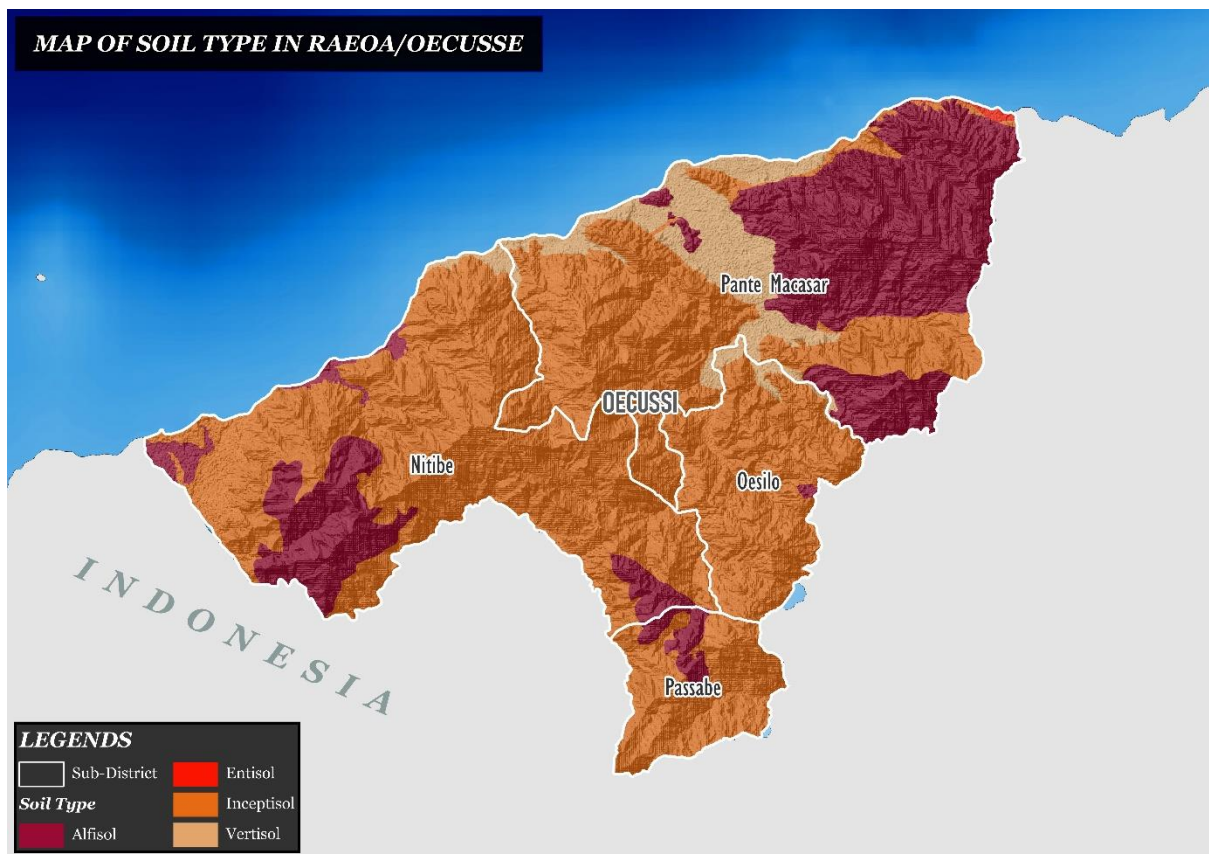 MAP OF SOIL TYPE IN RAEOA/OECUSSE
Pante Macasar
OECUSSI
Nitibe
Oesilo
Passabe
INDONESIA
LEGENDS
Sub-District
Soil Type
Alfisol
Entisol
Inceptisol
Vertisol